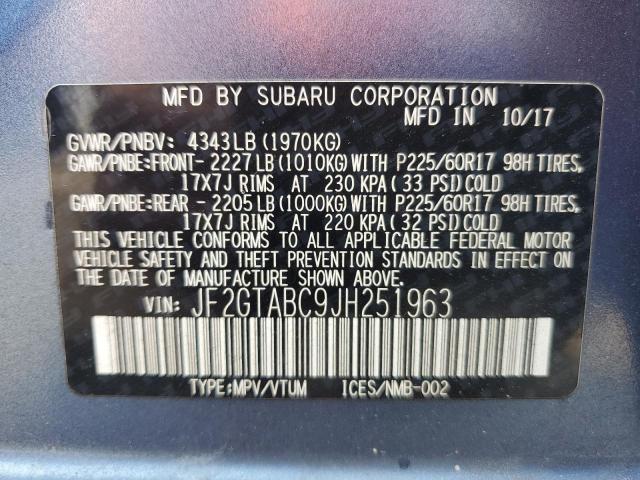 MFD BY SUBARU CORPORATION
MFD IN 10/17
GVWR/PNBV: 4343LB(1970KG)
GAWR/PNBE:FRONT- 2227LB(1010KG)WITH P225/60R17 98H TIRES,
17X7J RIMS AT 230 KPA(33 PSI)COLD
GAWR/PNBE:REAR - 2205LB(1000KG)WITH P225/60R17 98H TIRES,
17X7J RIMS AT 220 KPA(32 PSI)COLD
THIS VEHICLE CONFORMS TO ALL APPLICABLE FEDERAL MOTOR
VEHICLE SAFETY AND THEFT PREVENTION STANDARDS IN EFFECT
ON THE DATE OF MANUFACTURE SHOWN ABOVE.
VIN: JF2GTABC9JH251963
TYPE:MPV/VTUM ICES/NMB-002